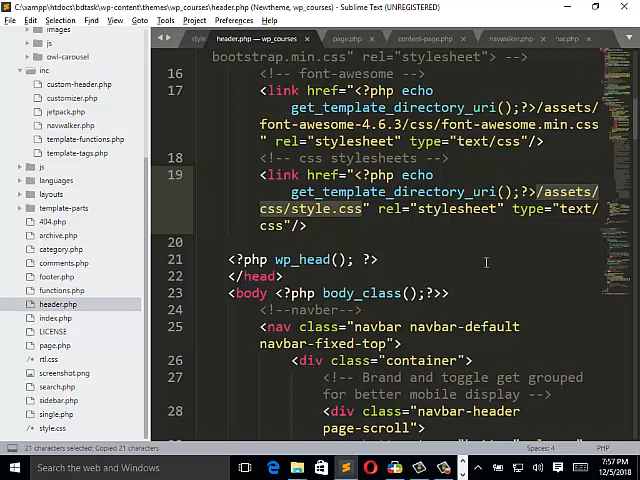 C:\xampp\htdocs\bdtask\wp-content\themes\wp_courses\header.php (Newtheme, wp_courses) - Sublime Text (UNREGISTERED)
File Edit Selection Find View Goto Tools Project Preferences Help
style
header.php — wp_courses ×
page.php ×
content-page.php ×
navwalker.php ×
bar.php ×
images
js
owl-carousel
inc
custom-header.php
customizer.php
jetpack.php
navwalker.php
template-functions.php
template-tags.php
js
languages
layouts
template-parts
404.php
archive.php
category.php
comments.php
footer.php
functions.php
header.php
index.php
LICENSE
page.php
rtl.css
screenshot.png
search.php
sidebar.php
single.php
style.css
bootstrap.min.css" rel="stylesheet"> -->
16 <!-- font-awesome -->
17 <link href="<?php echo
get_template_directory_uri();?>/assets/
font-awesome-4.6.3/css/font-awesome.min.css
" rel="stylesheet" type="text/css"/>
18 <!-- css stylesheets -->
19 <link href="<?php echo
get_template_directory_uri();?>/assets/
css/style.css" rel="stylesheet" type="text/
css"/>
20
21 <?php wp_head(); ?>
22 </head>
23 <body <?php body_class();?>>
24 <!--navber-->
25 <nav class="navbar navbar-default
navbar-fixed-top">
26 <div class="container">
27 <!-- Brand and toggle get grouped
for better mobile display -->
28 <div class="navbar-header
page-scroll">
21 characters selected; Copied 21 characters
Spaces: 4
PHP
Search the web and Windows
7:57 PM
12/5/2018